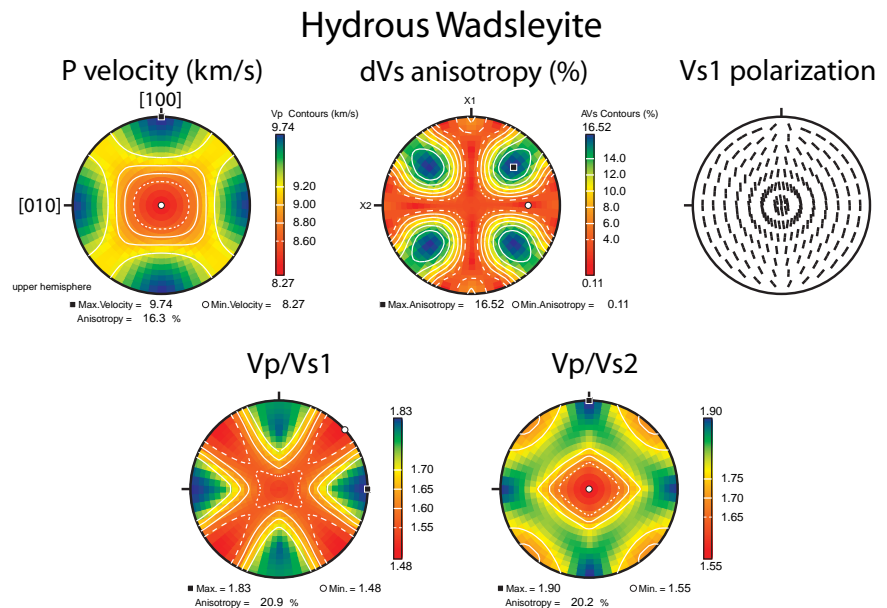 Hydrous Wadsleyite
P velocity (km/s)
dVs anisotropy (%)
Vs1 polarization
[100]
Vp Contours (km/s)
9.74
9.20
9.00
8.80
8.60
8.27
[010]
upper hemisphere
Max.Velocity = 9.74 Min.Velocity = 8.27
Anisotropy = 16.3 %
X1
AVs Contours (%)
16.52
14.0
12.0
10.0
8.0
6.0
4.0
0.11
X2
Max.Anisotropy = 16.52 Min.Anisotropy = 0.11
Vp/Vs1
Vp/Vs2
1.83
1.70
1.65
1.60
1.55
1.48
Max. = 1.83 Min. = 1.48
Anisotropy = 20.9 %
1.90
1.75
1.70
1.65
1.55
Max. = 1.90 Min. = 1.55
Anisotropy = 20.2 %